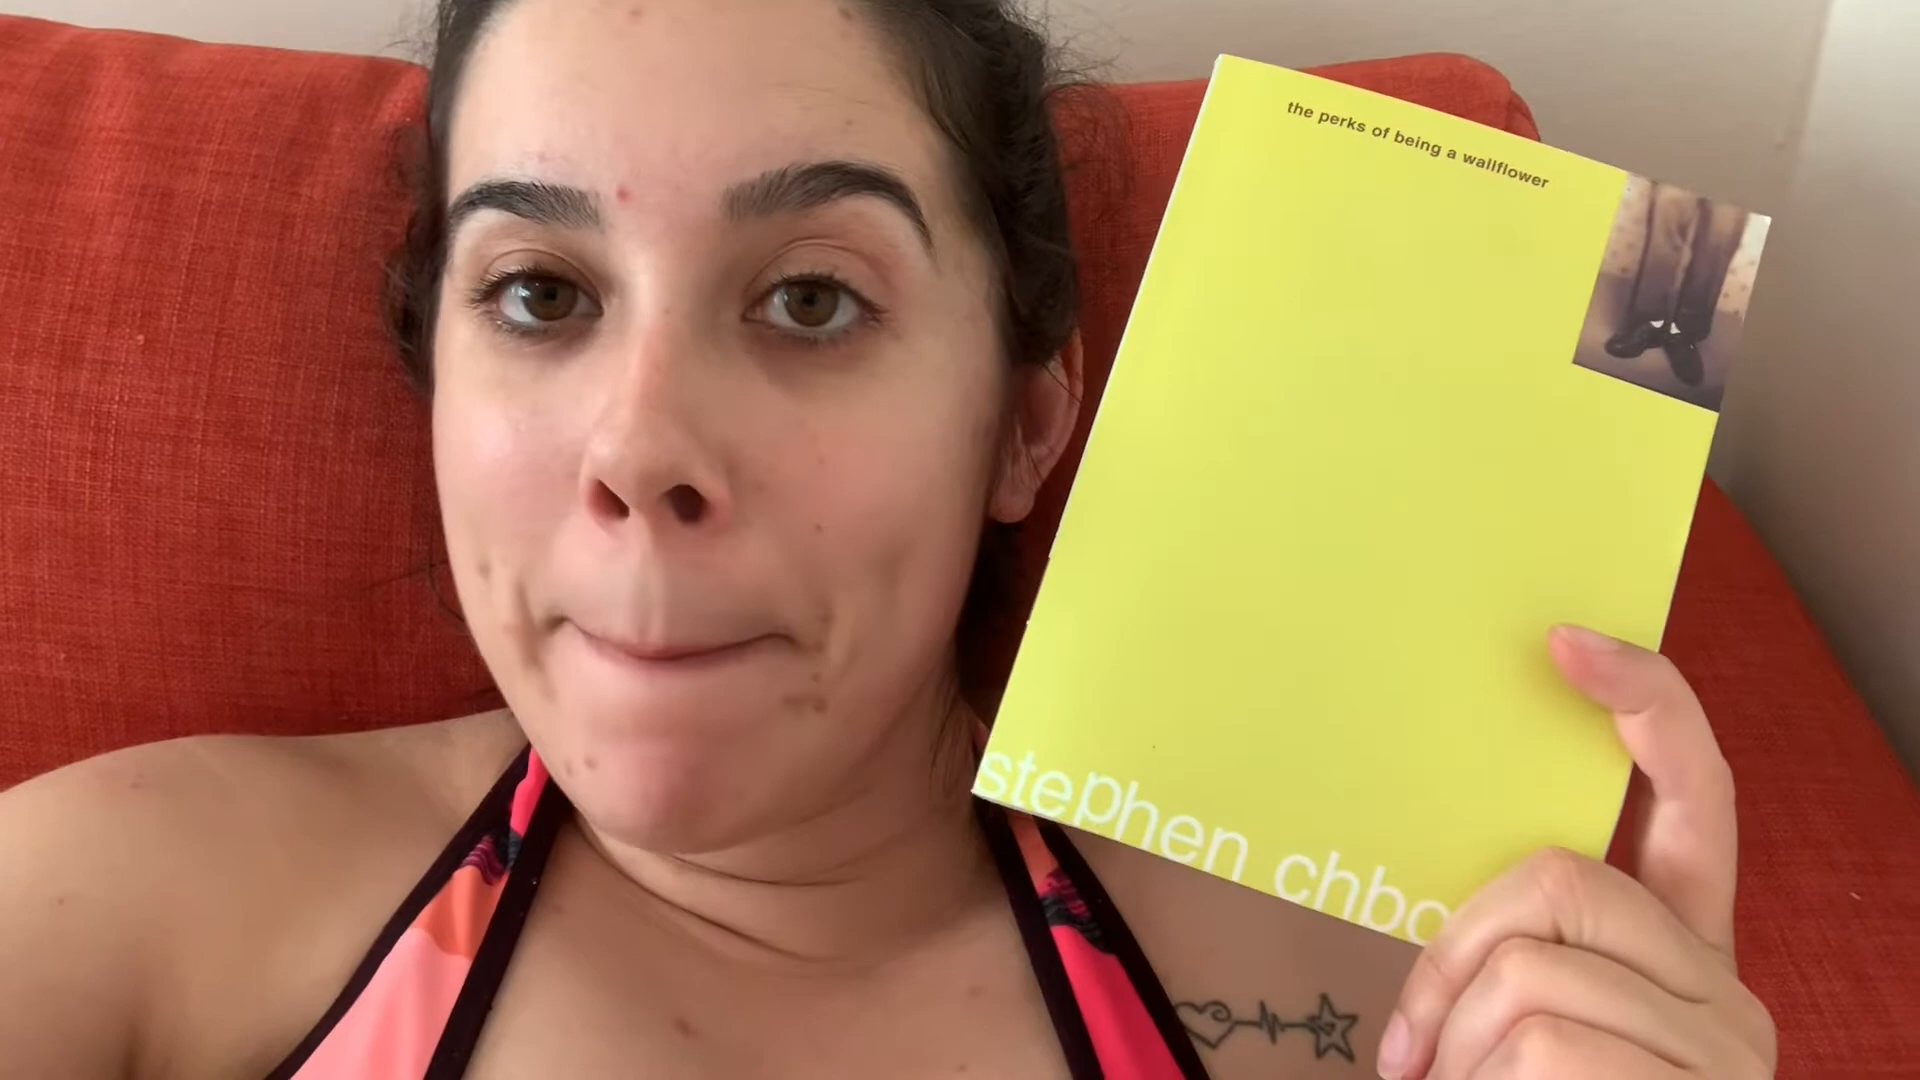 the perks of being a wallflower
stephen chbo